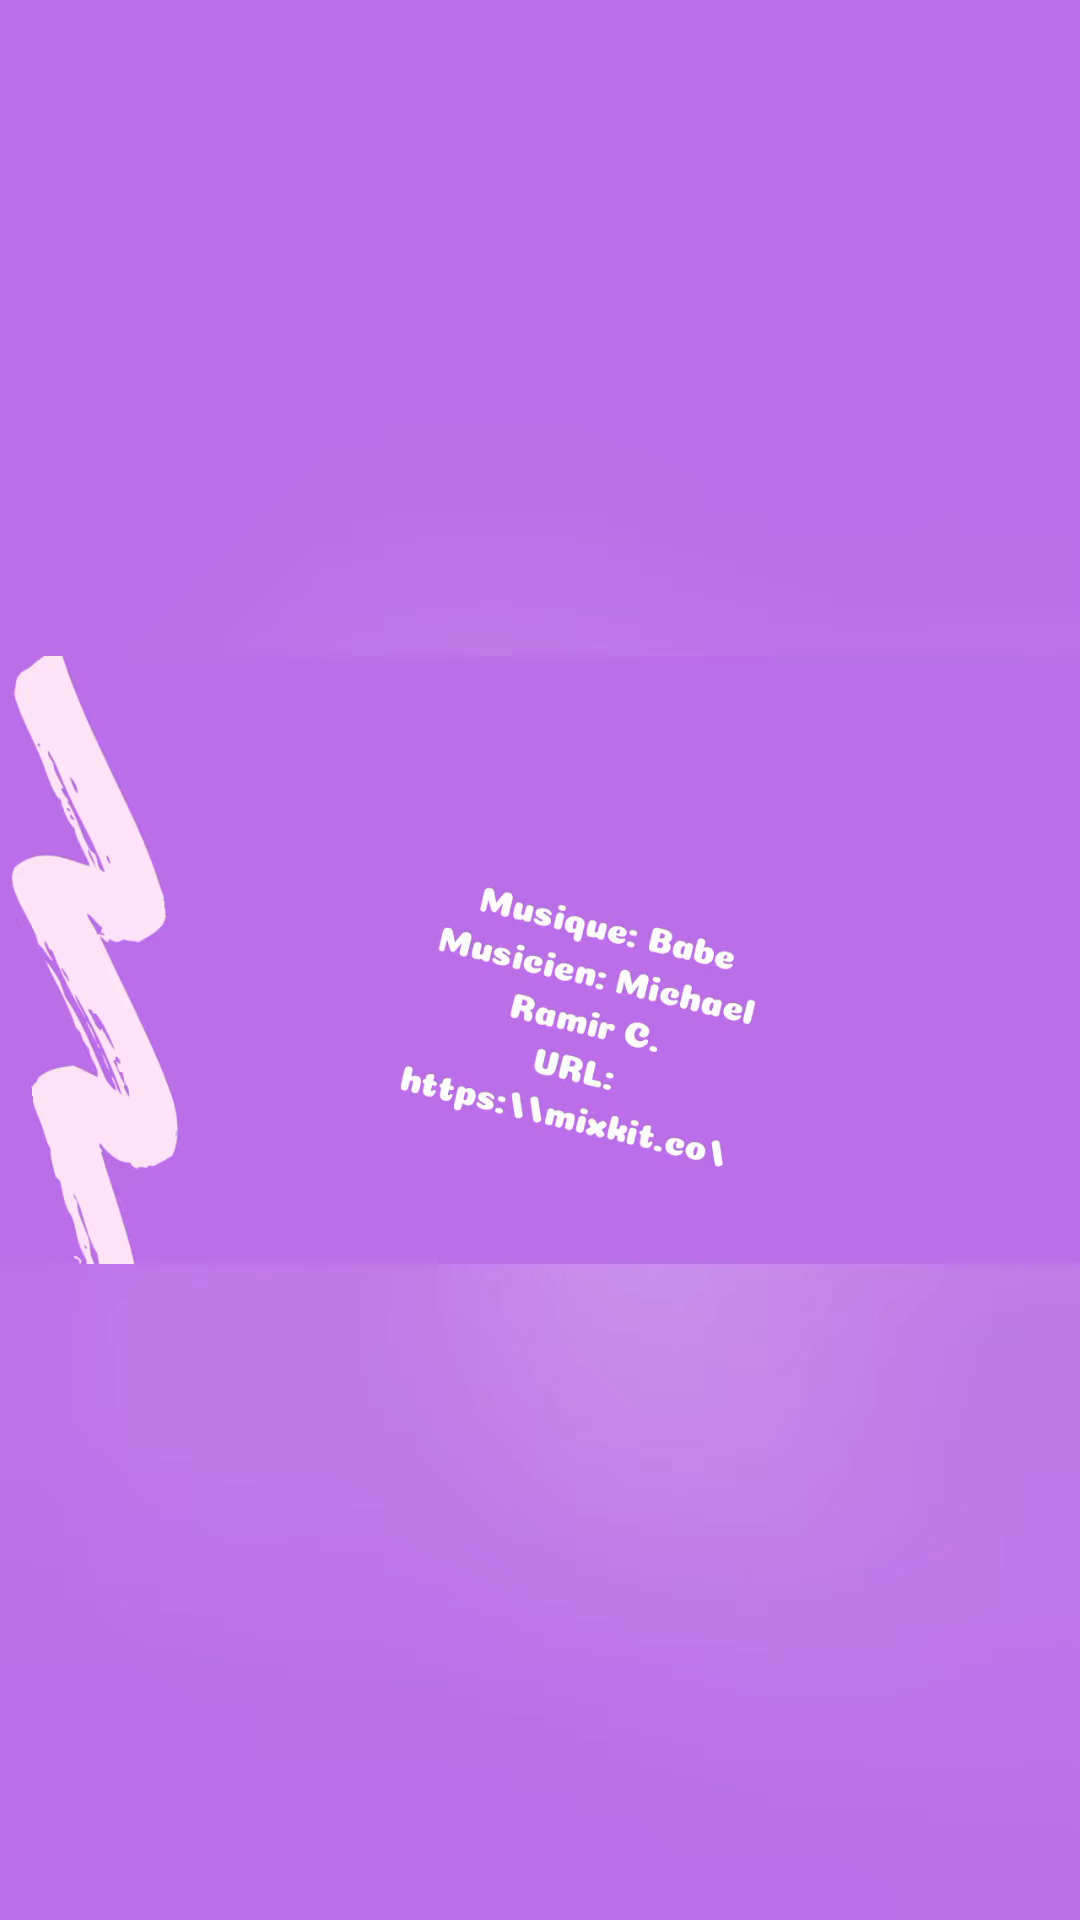 Musique: Babe
Musicien: Michael
Ramir C.
URL:
https:\\mixkit.co\